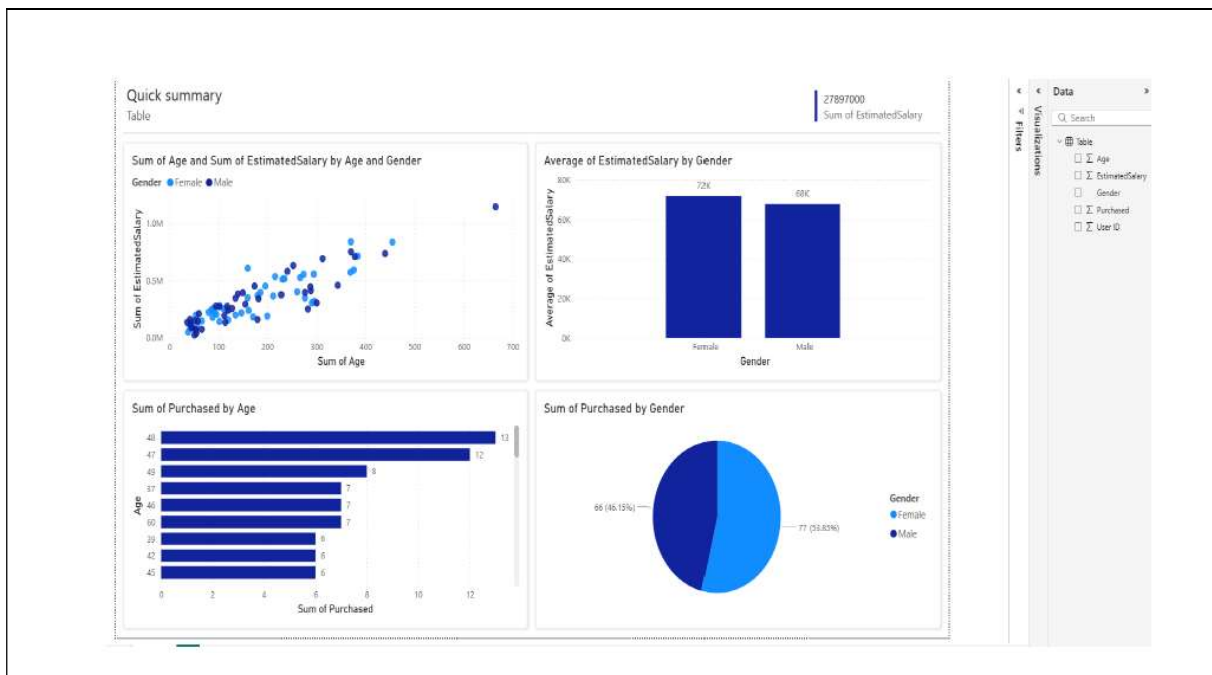 Quick summary
Table
27897000
Sum of EstimatedSalary
Sum of Age and Sum of EstimatedSalary by Age and Gender
Gender Female Male
Sum of EstimatedSalary
1.0M
0.5M
0.0M
0 100 200 300 400 500 600 700
Sum of Age
Average of EstimatedSalary by Gender
Average of EstimatedSalary
80K
60K
40K
20K
0K
72K
68K
Female Male
Gender
Sum of Purchased by Age
Age
48 13
47 12
49 8
37 7
46 7
60 7
39 6
42 6
45 6
0 2 4 6 8 10 12
Sum of Purchased
Sum of Purchased by Gender
66 (46.15%)
77 (53.85%)
Gender
Female
Male
Filters
Visualizations
Data
Search
Table
Age
EstimatedSalary
Gender
Purchased
User ID